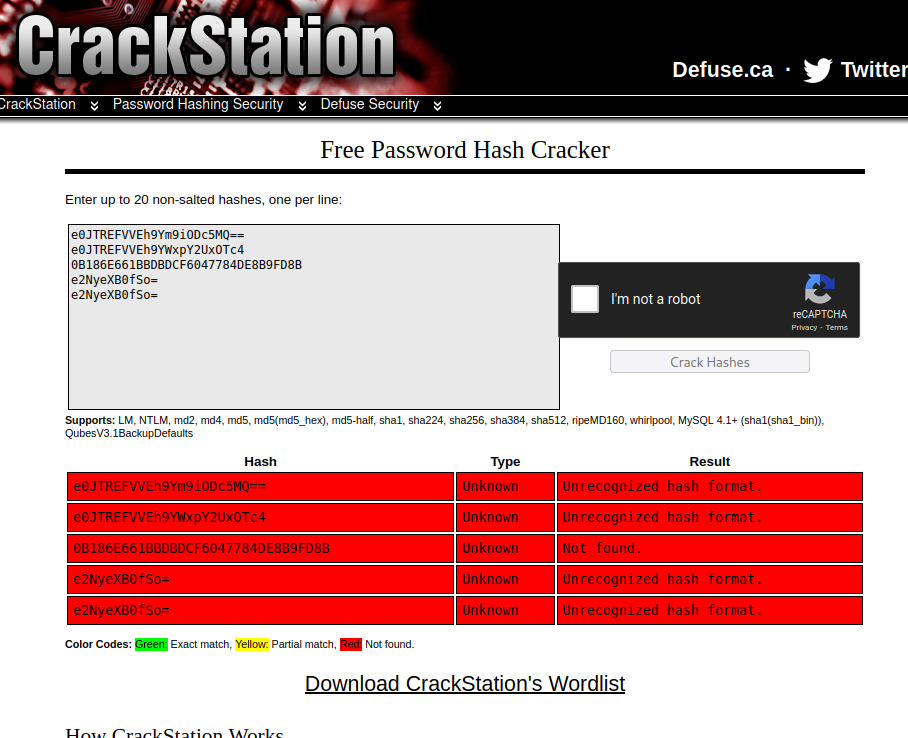 CrackStation
Defuse.ca · Twitter
CrackStation Password Hashing Security Defuse Security
Free Password Hash Cracker
Enter up to 20 non-salted hashes, one per line:
e0JTREFVVEh9Ym9iODc5MQ==
e0JTREFVVEh9YWxpY2UxOTc4
0B186E661BBDBDCF6047784DE8B9FD8B
e2NyeXB0fSo=
e2NyeXB0fSo=
I'm not a robot
reCAPTCHA
Privacy - Terms
Crack Hashes
Supports: LM, NTLM, md2, md4, md5, md5(md5_hex), md5-half, sha1, sha224, sha256, sha384, sha512, ripeMD160, whirlpool, MySQL 4.1+ (sha1(sha1_bin)),
QubesV3.1BackupDefaults
Hash Type Result
e0JTREFVVEh9Ym9iODc5MQ== Unknown Unrecognized hash format.
e0JTREFVVEh9YWxpY2UxOTc4 Unknown Unrecognized hash format.
0B186E661BBDBDCF6047784DE8B9FD8B Unknown Not found.
e2NyeXB0fSo= Unknown Unrecognized hash format.
e2NyeXB0fSo= Unknown Unrecognized hash format.
Color Codes: Green: Exact match, Yellow: Partial match, Red: Not found.
Download CrackStation's Wordlist
How CrackStation Works